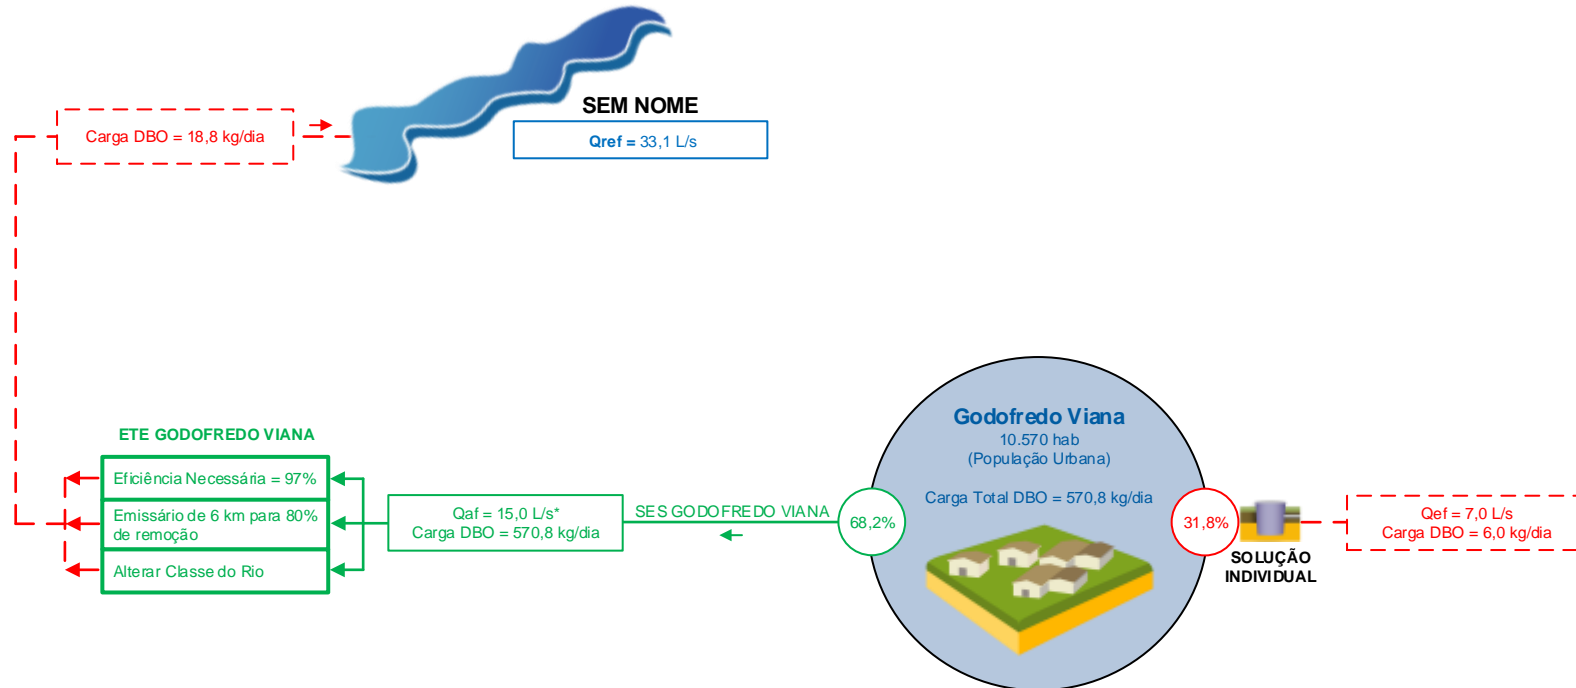 SEM NOME
Qref = 33,1 L/s
Carga DBO = 18,8 kg/dia
ETE GODOFREDO VIANA
Eficiência Necessária = 97%
Emissário de 6 km para 80%
de remoção
Alterar Classe do Rio
Qaf = 15,0 L/s*
Carga DBO = 570,8 kg/dia
SES GODOFREDO VIANA
68,2%
Godofredo Viana
10.570 hab
(População Urbana)
Carga Total DBO = 570,8 kg/dia
31,8%
SOLUÇÃO
INDIVIDUAL
Qef = 7,0 L/s
Carga DBO = 6,0 kg/dia